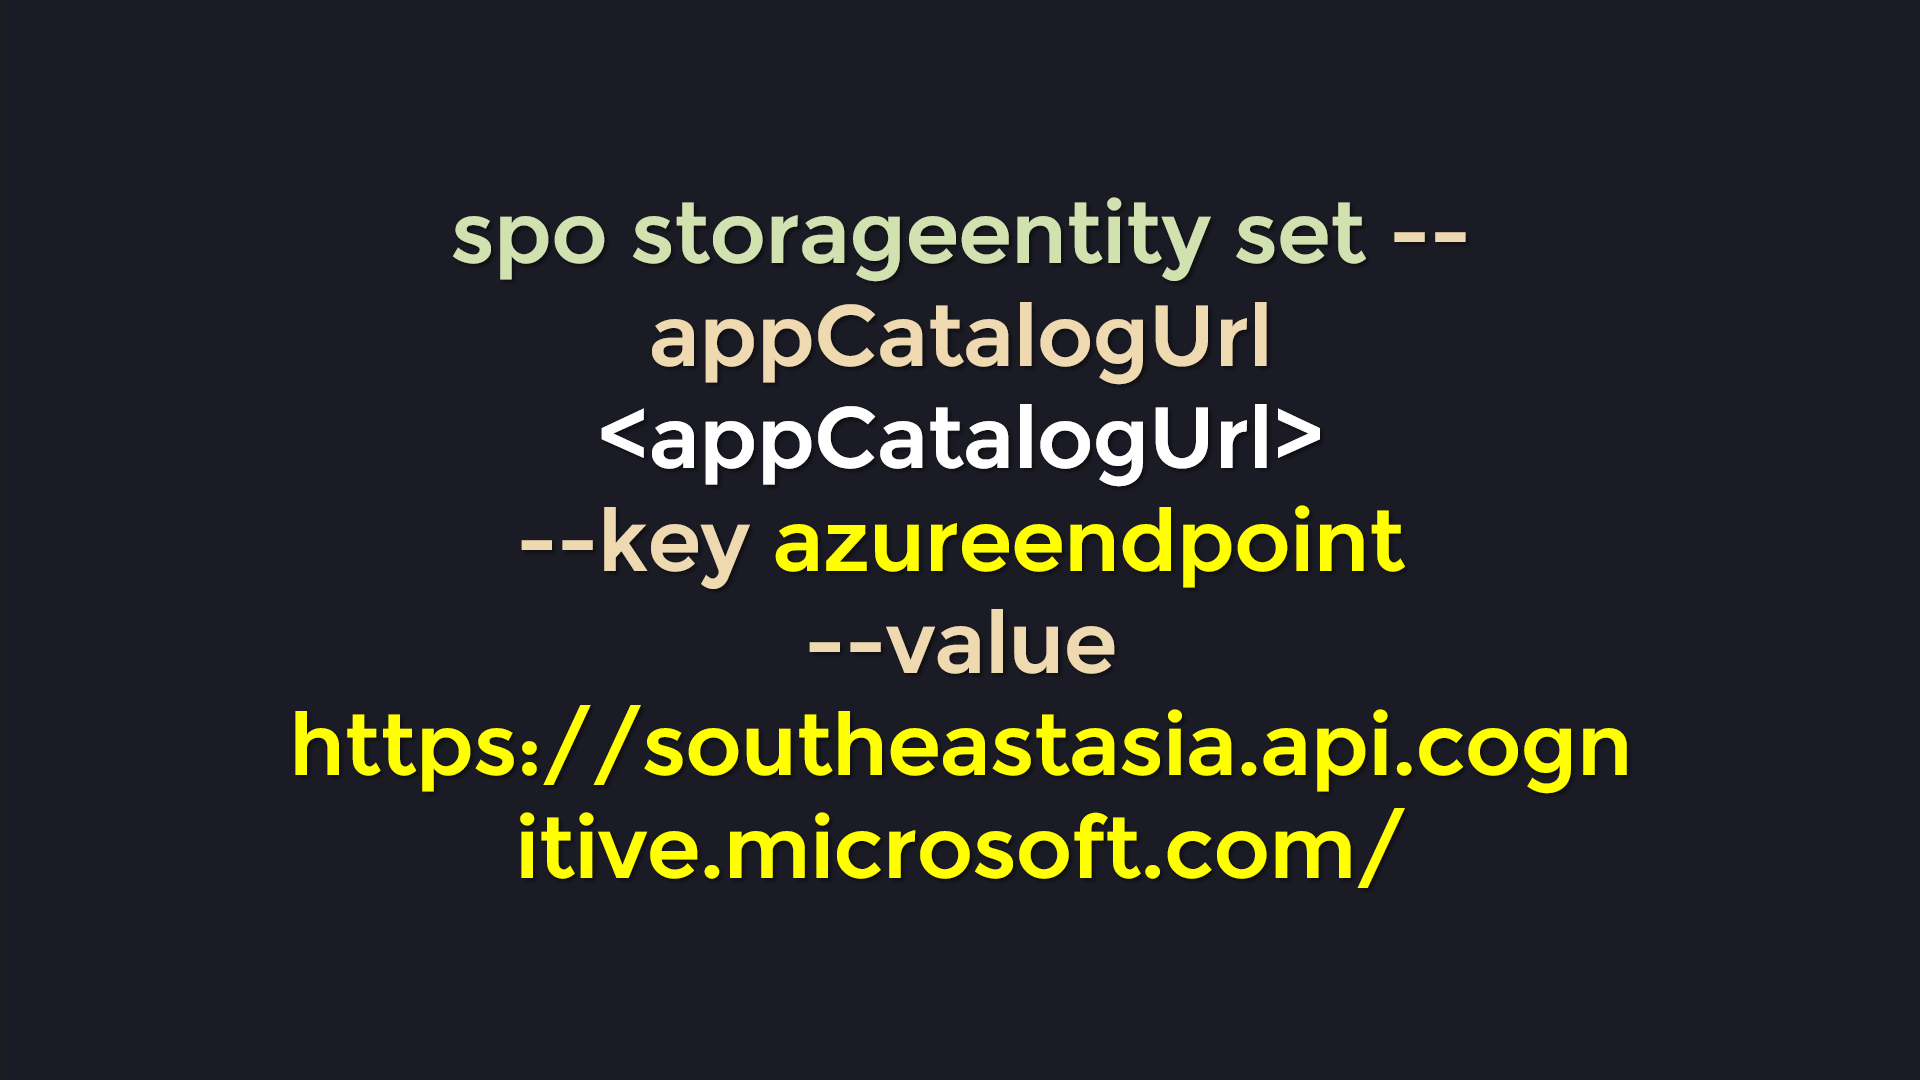 spo storageentity set --
appCatalogUrl
<appCatalogUrl>
--key azureendpoint
--value
https://southeastasia.api.cogn
itive.microsoft.com/